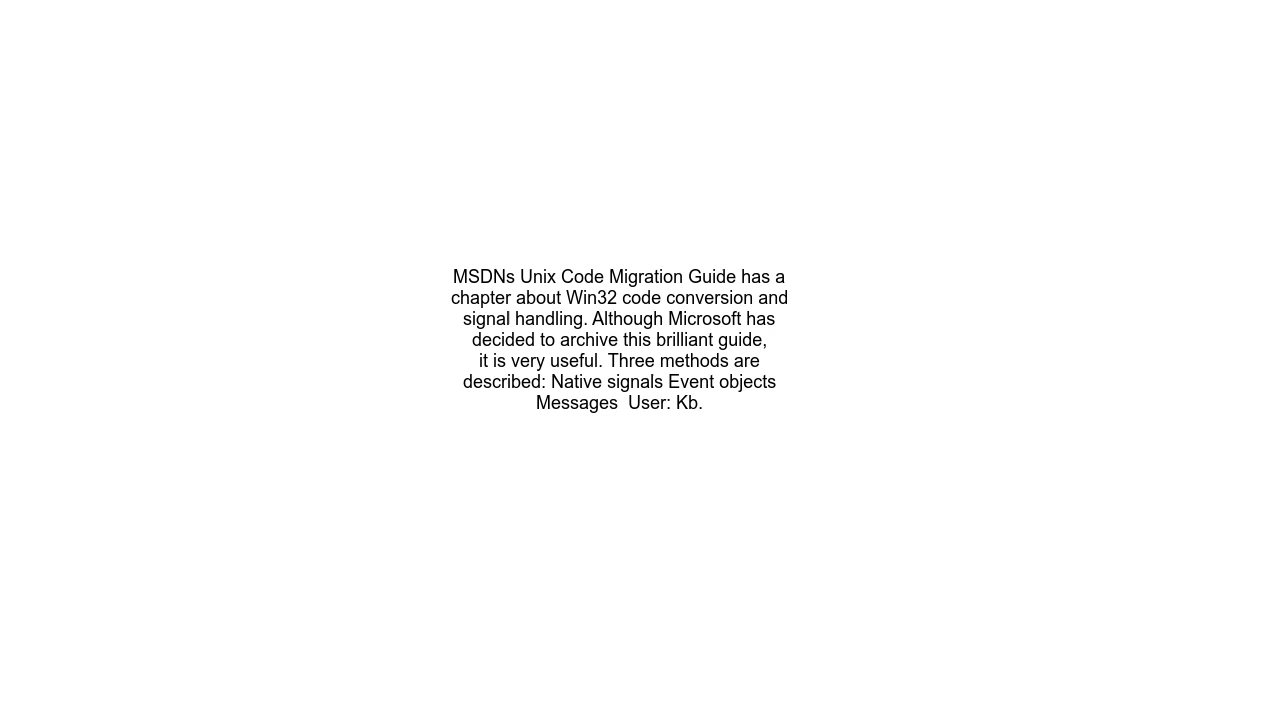 MSDNs Unix Code Migration Guide has a
chapter about Win32 code conversion and
signal handling. Although Microsoft has
decided to archive this brilliant guide,
it is very useful. Three methods are
described: Native signals Event objects
Messages  User: Kb.